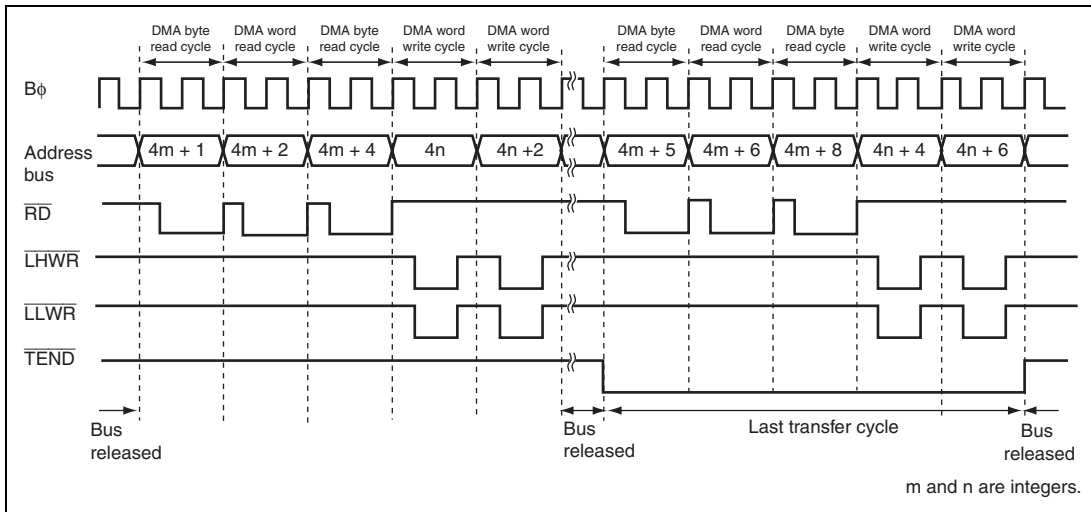 DMA byte read cycle
DMA word read cycle
DMA byte read cycle
DMA word write cycle
DMA word write cycle
DMA byte read cycle
DMA word read cycle
DMA byte read cycle
DMA word write cycle
DMA word write cycle
Bϕ
Address bus
4m + 1
4m + 2
4m + 4
4n
4n +2
4m + 5
4m + 6
4m + 8
4n + 4
4n + 6
RD
LHWR
LLWR
TEND
Bus released
Bus released
Last transfer cycle
Bus released
m and n are integers.